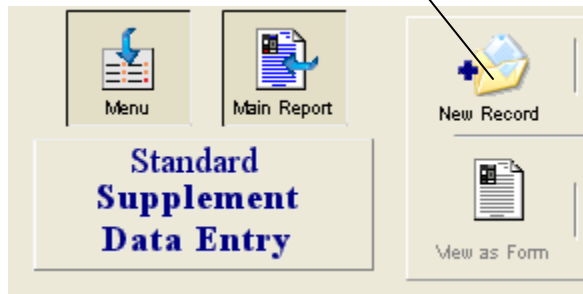 Menu
Main Report
New Record
Standard
Supplement
Data Entry
View as Form